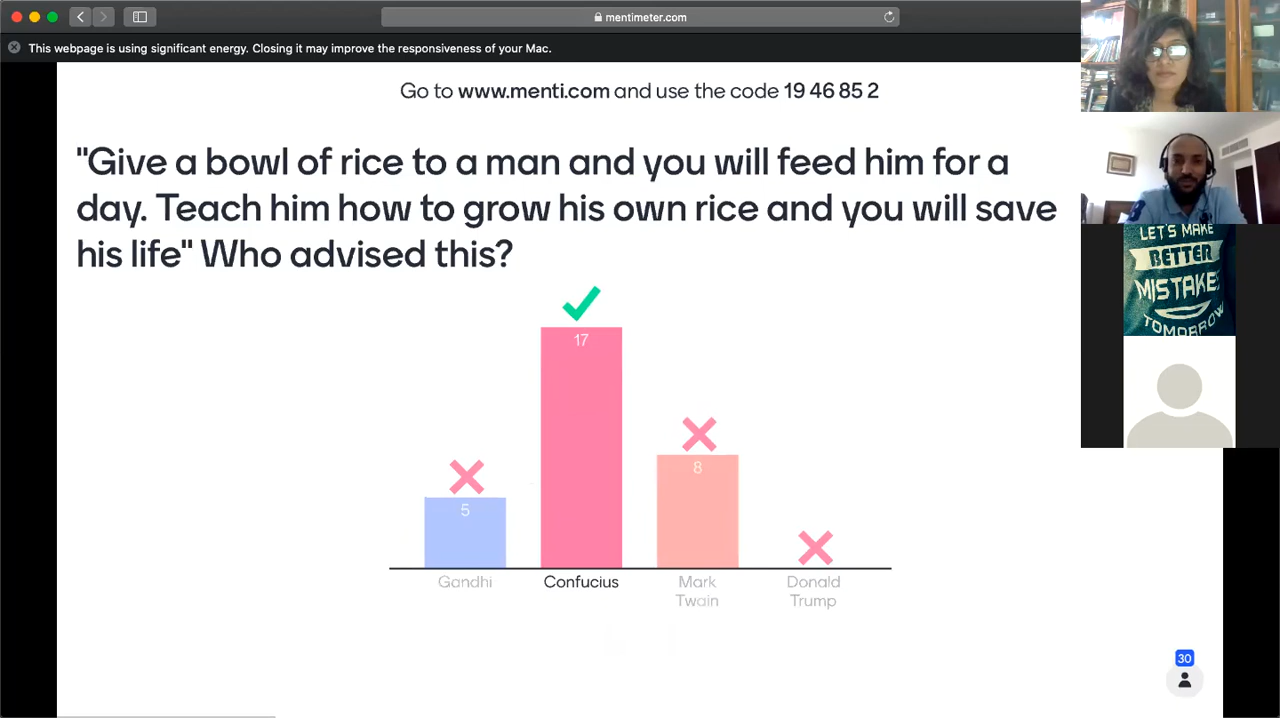 mentimeter.com
This webpage is using significant energy. Closing it may improve the responsiveness of your Mac.
Go to www.menti.com and use the code 19 46 85 2
"Give a bowl of rice to a man and you will feed him for a
day. Teach him how to grow his own rice and you will save
his life" Who advised this?
17
8
5
Gandhi
Confucius
Mark
Twain
Donald
Trump
30
LET'S MAKE
BETTER
MISTAKES
TOMORROW